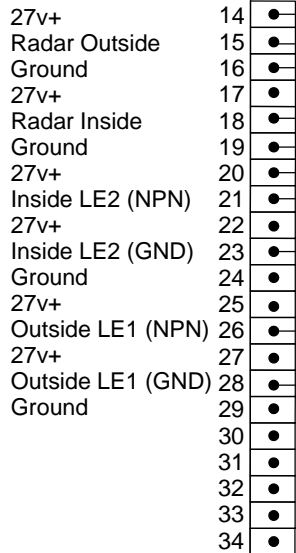 27v+ 14
Radar Outside 15
Ground 16
27v+ 17
Radar Inside 18
Ground 19
27v+ 20
Inside LE2 (NPN) 21
27v+ 22
Inside LE2 (GND) 23
Ground 24
27v+ 25
Outside LE1 (NPN) 26
27v+ 27
Outside LE1 (GND) 28
Ground 29
30
31
32
33
34